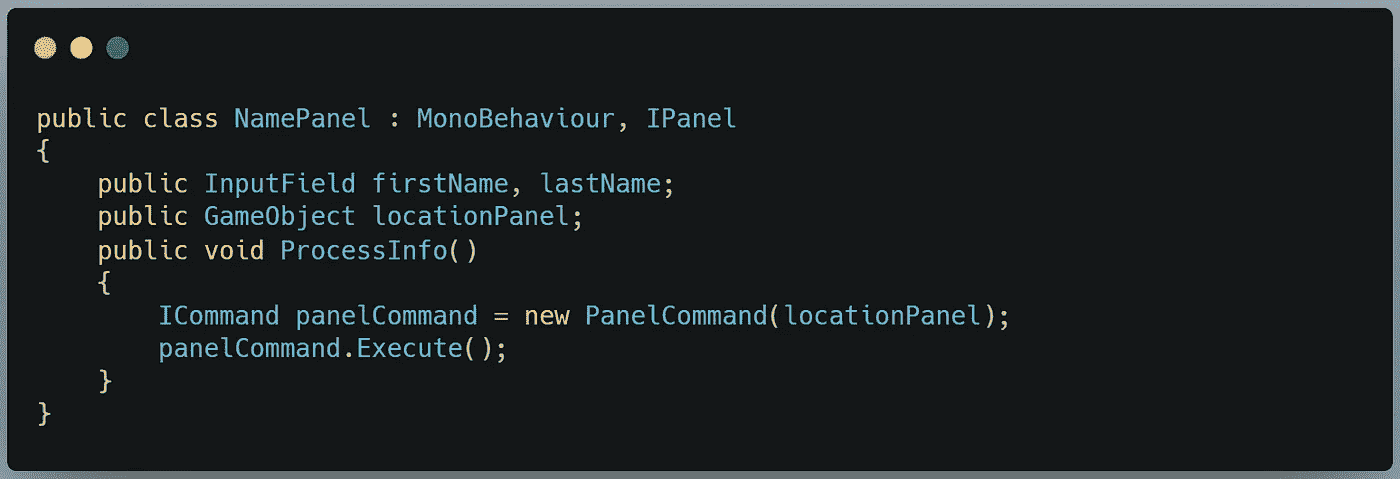 public class NamePanel : MonoBehaviour, IPanel
{
    public InputField firstName, lastName;
    public GameObject locationPanel;
    public void ProcessInfo()
    {
        ICommand panelCommand = new PanelCommand(locationPanel);
        panelCommand.Execute();
    }
}